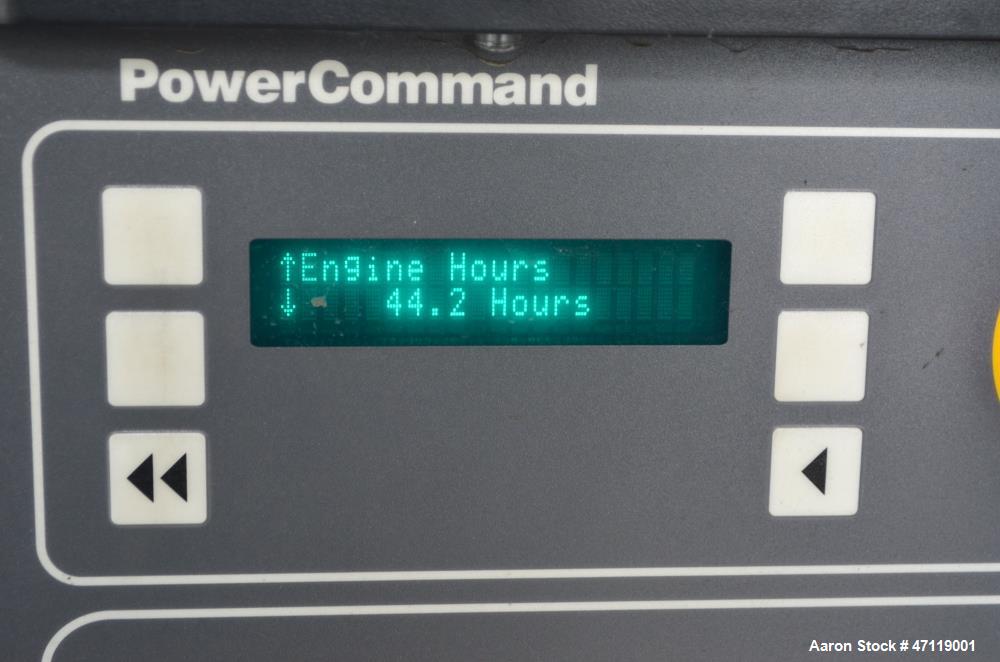 PowerCommand
↑Engine Hours
↓ 44.2 Hours
Aaron Stock # 47119001